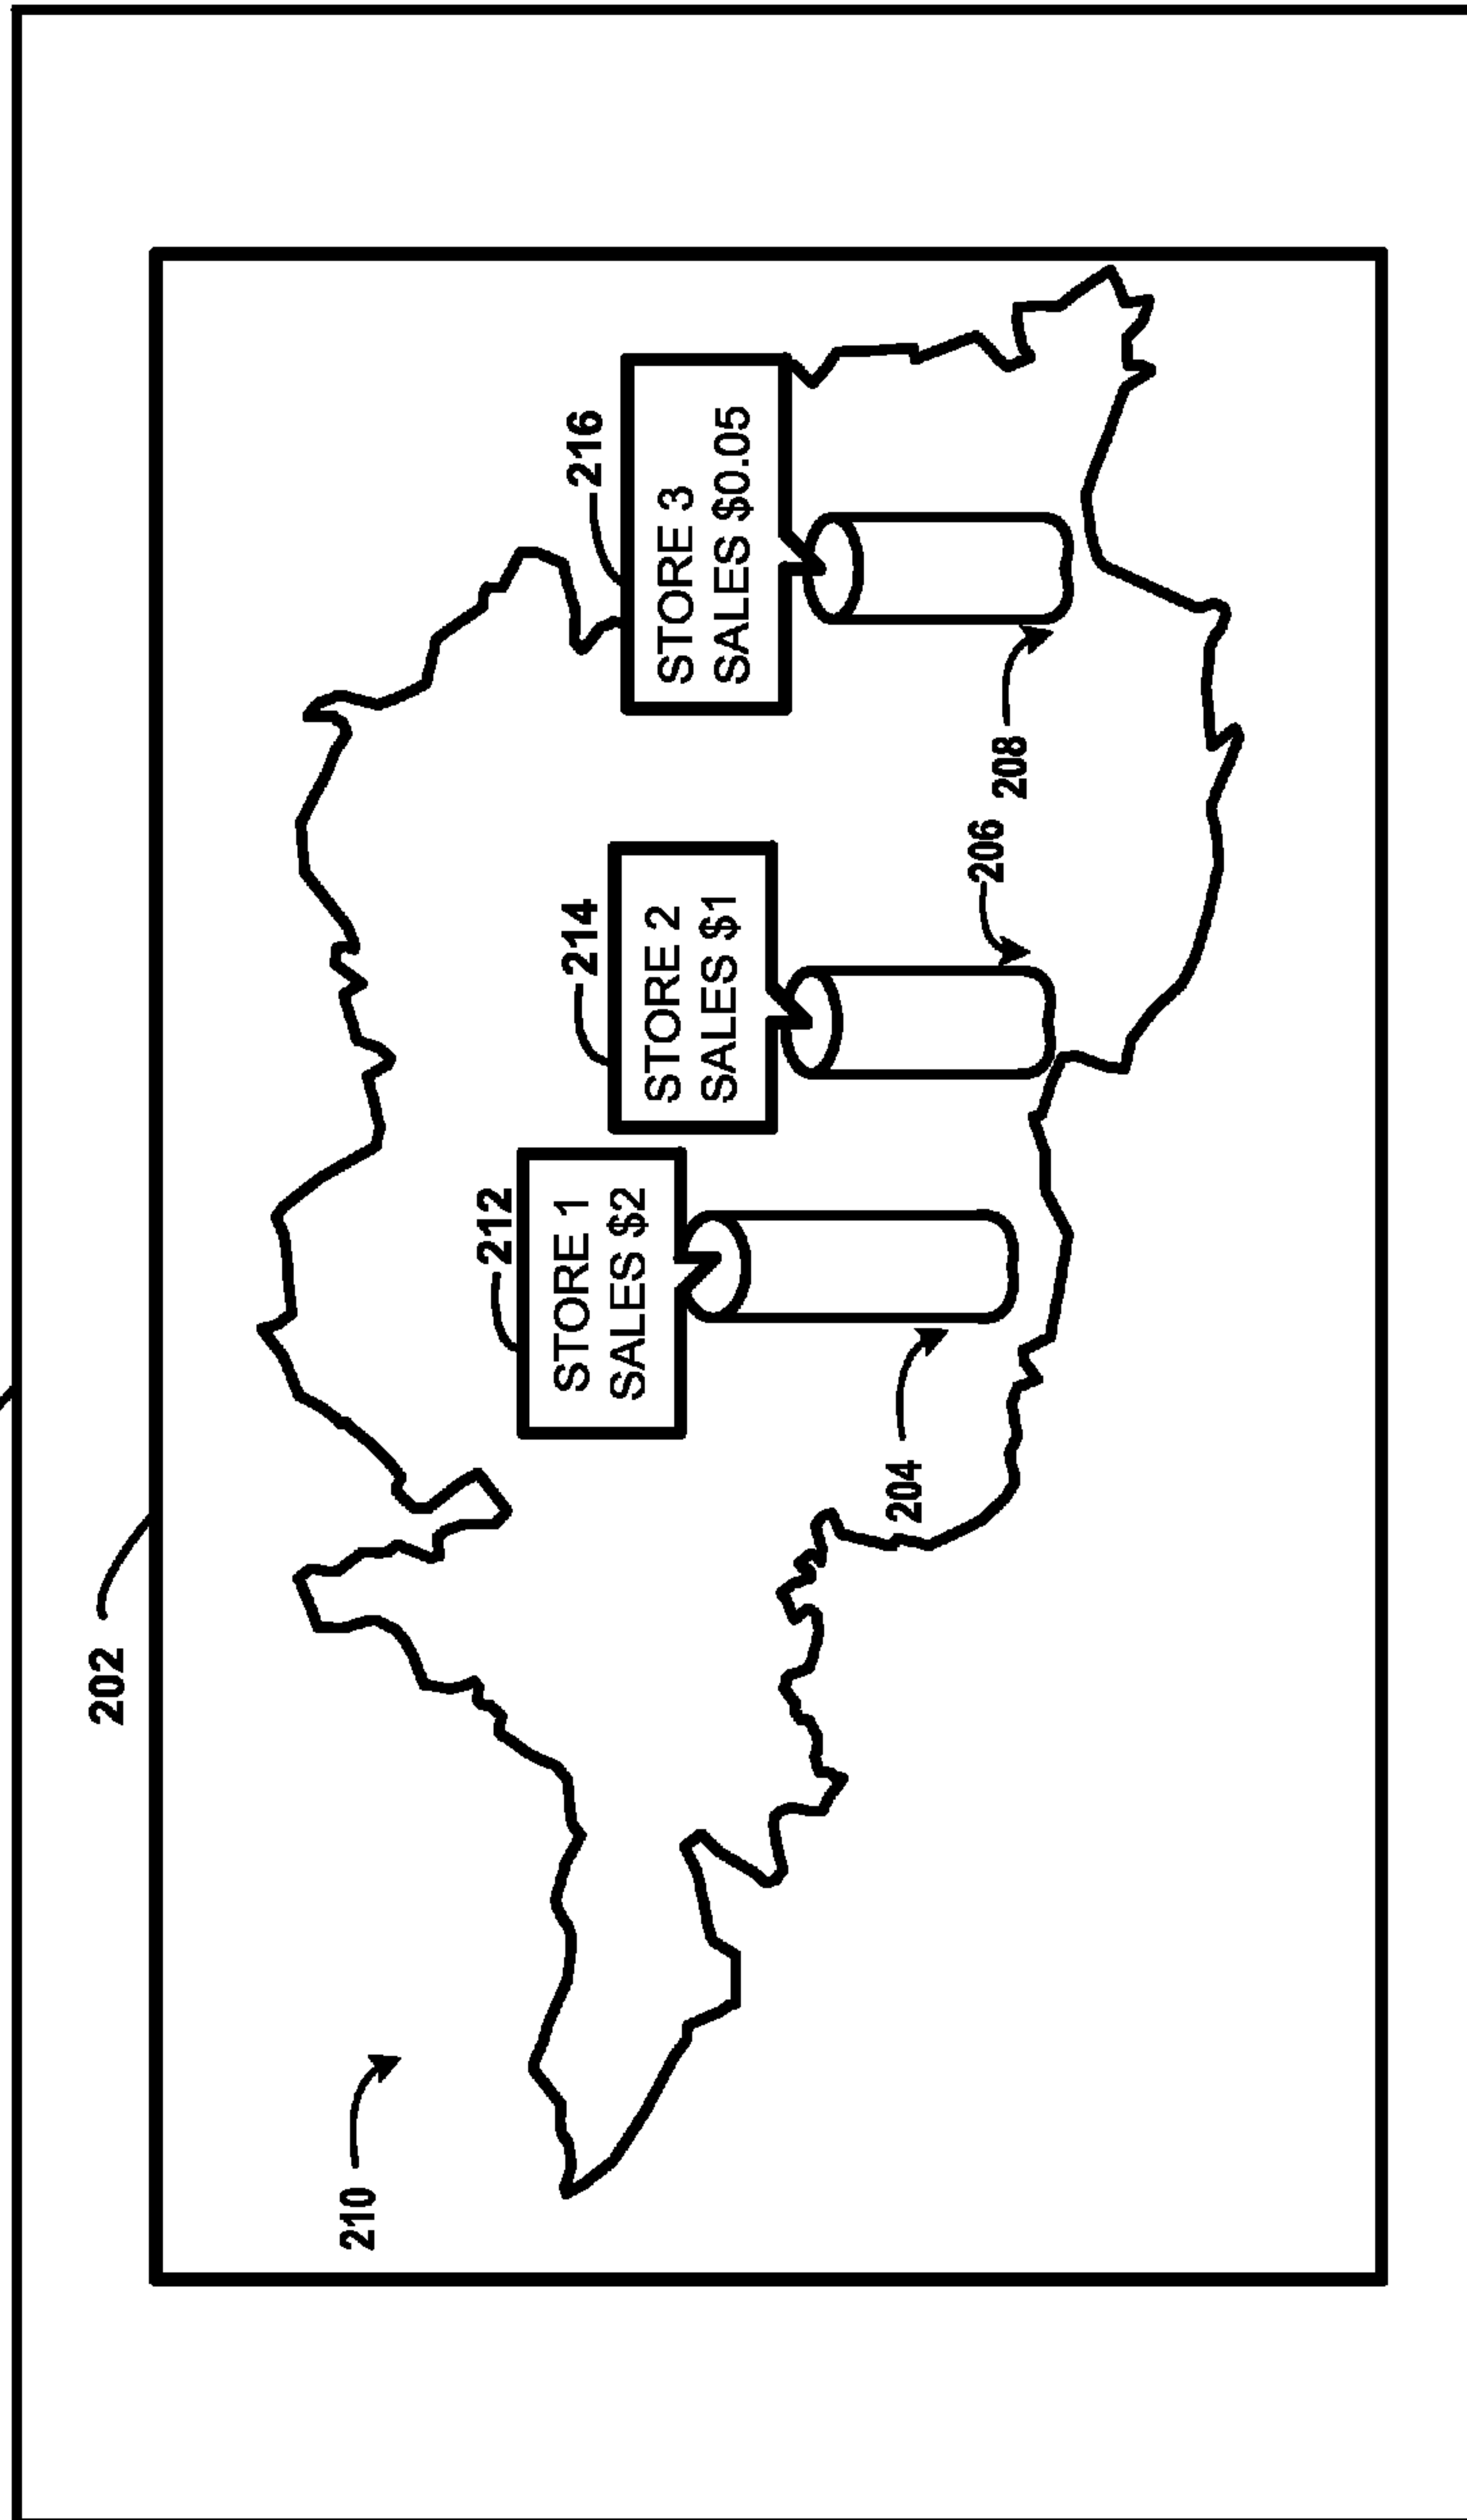 202
210
212
STORE 1
SALES $2
204
214
STORE 2
SALES $1
206
216
STORE 3
SALES $0.05
208